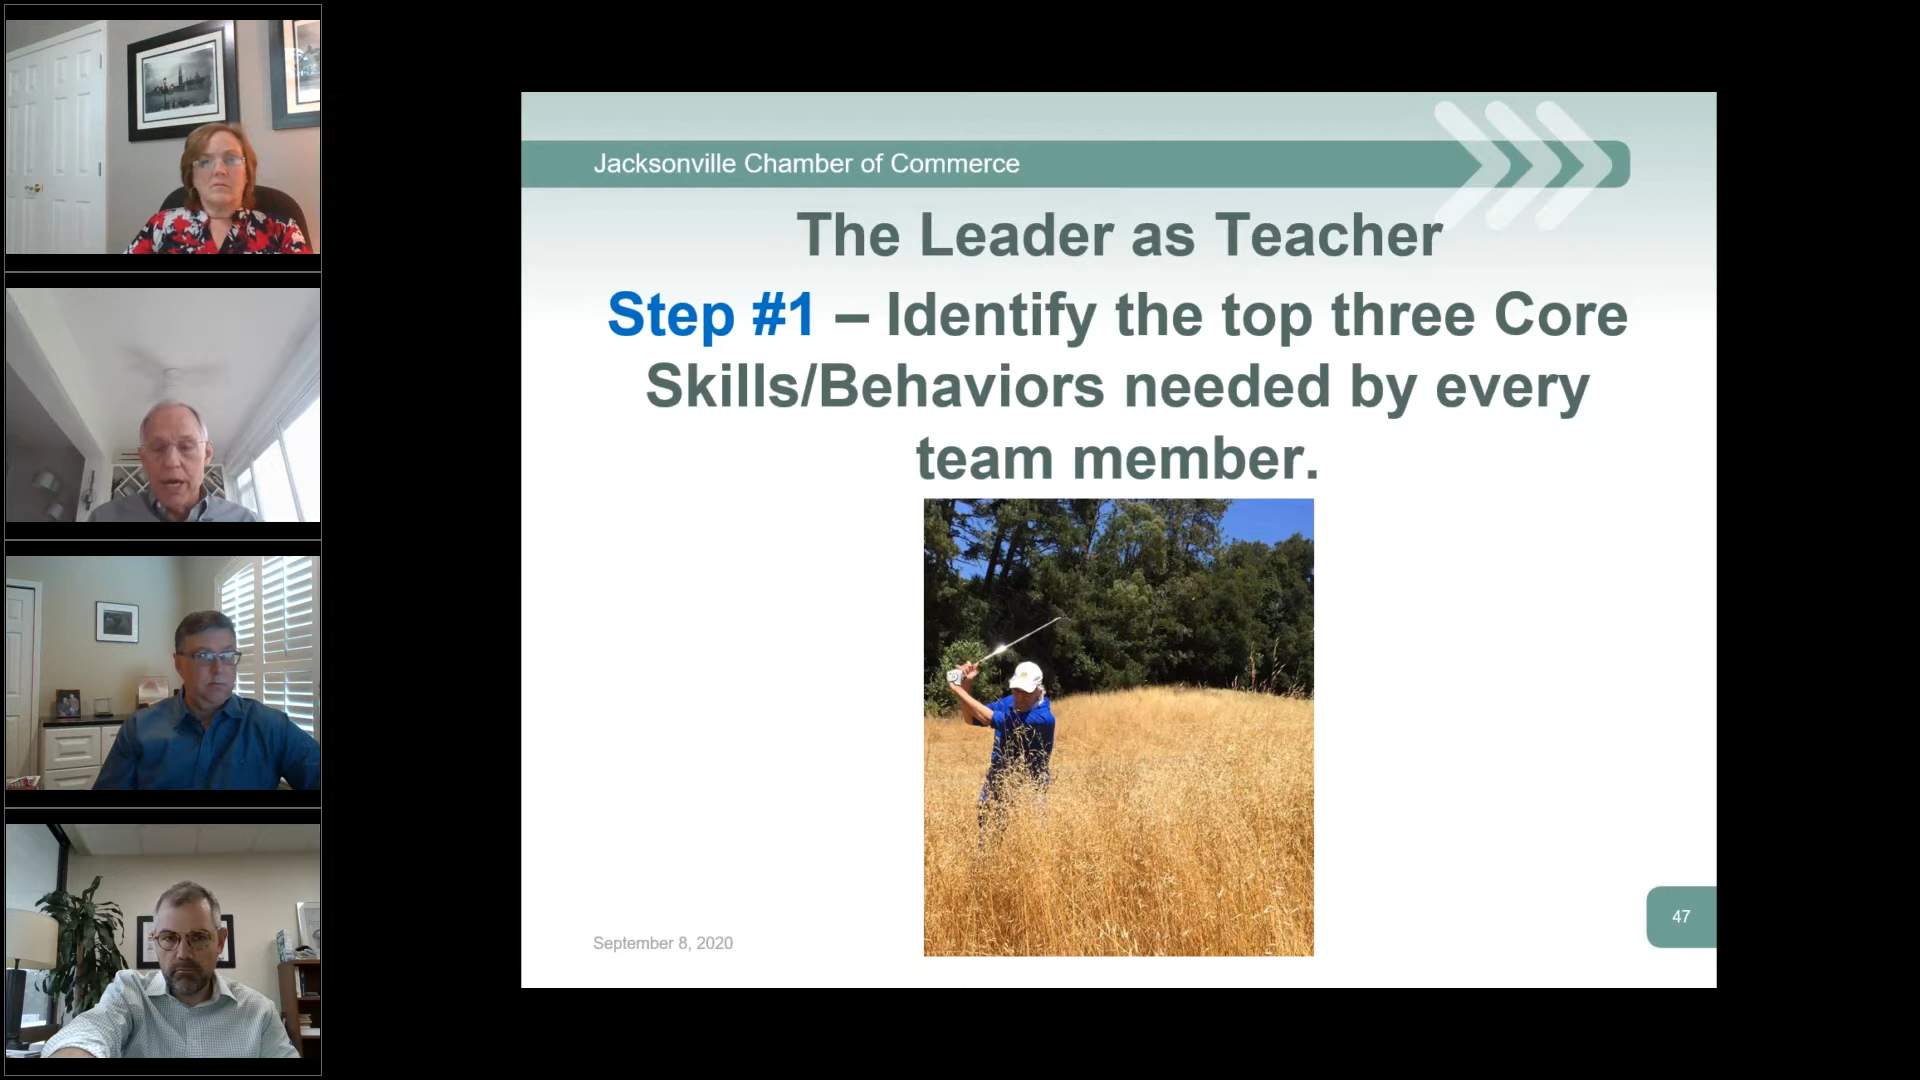 Jacksonville Chamber of Commerce
The Leader as Teacher
Step #1 – Identify the top three Core
Skills/Behaviors needed by every
team member.
September 8, 2020
47